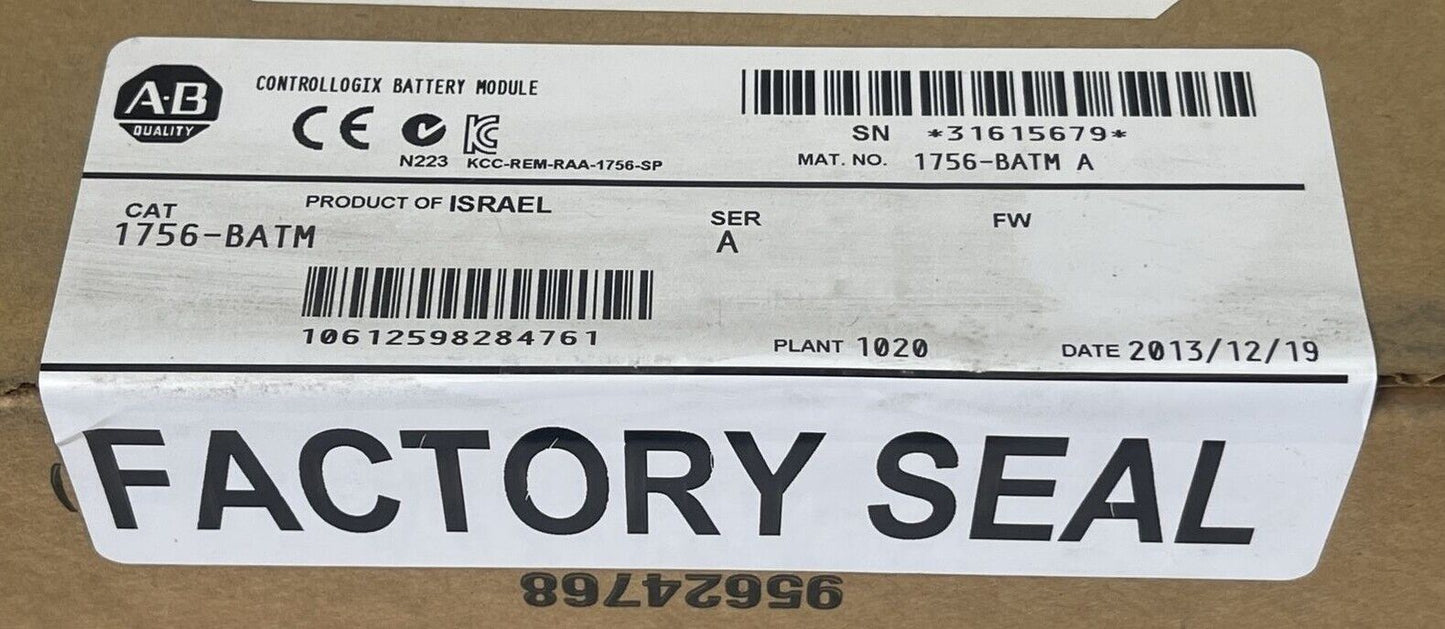 A-B
QUALITY
CONTROLLOGIX BATTERY MODULE
CE
N223 KCC-REM-RAA-1756-SP
SN *31615679*
MAT. NO. 1756-BATM A
PRODUCT OF ISRAEL
CAT
1756-BATM
SER
A
FW
10612598284761
PLANT 1020
DATE 2013/12/19
FACTORY SEAL
95624768